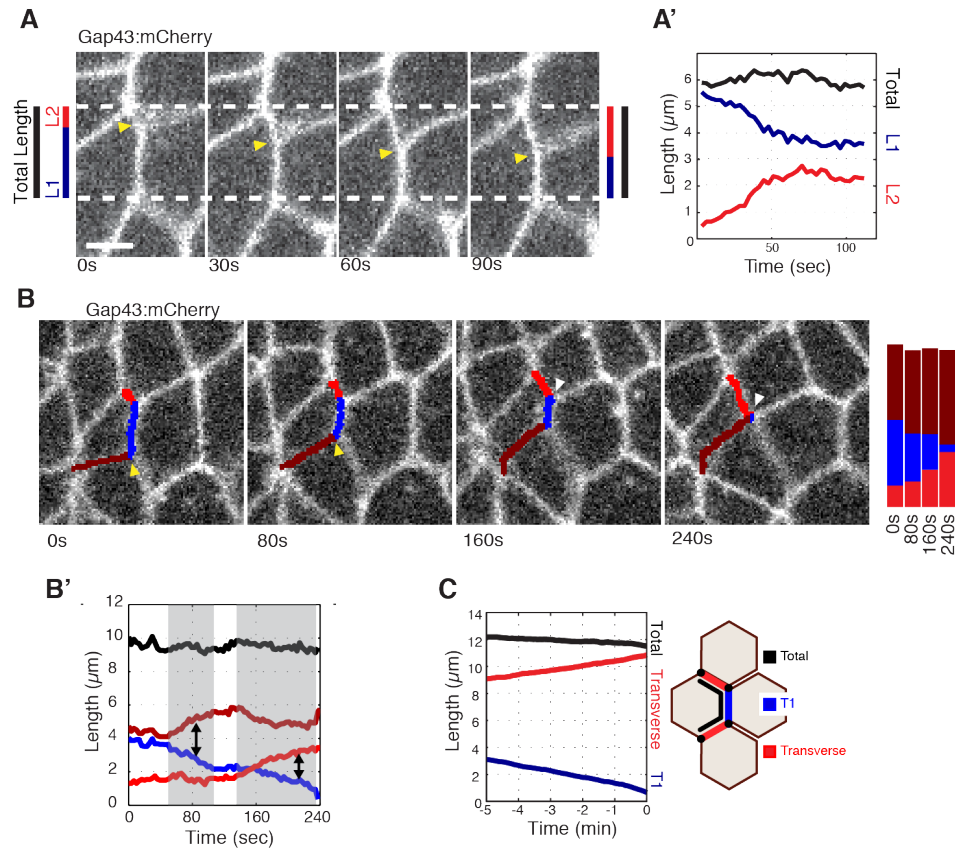 A
Gap43:mCherry
Total Length
L1
L2
0s
30s
60s
90s
A’
Length (µm)
6
5
4
3
2
1
0
50
100
Time (sec)
Total
L1
L2
B
Gap43:mCherry
0s
80s
160s
240s
0s
80s
160s
240s
B’
Length (µm)
12
10
8
6
4
2
0
0
80
160
240
Time (sec)
C
Length (µm)
14
12
10
8
6
4
2
0
-5
-4
-3
-2
-1
0
Time (min)
Total
Transverse
T1
Total
T1
Transverse